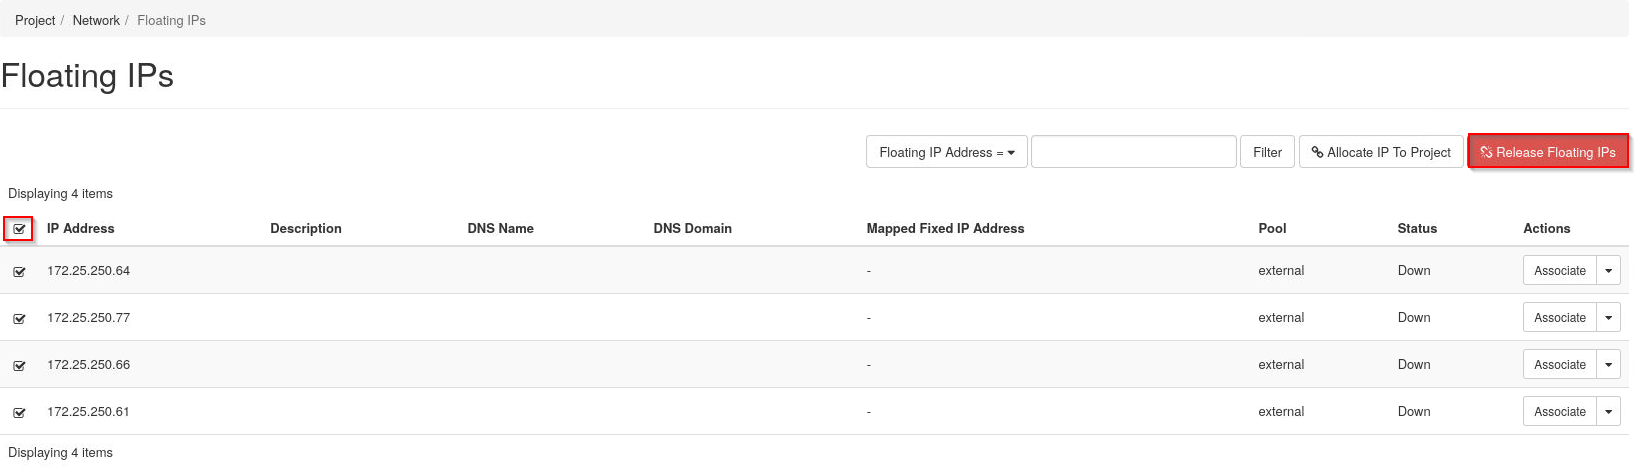 Project / Network / Floating IPs
Floating IPs
Floating IP Address = Filter Allocate IP To Project Release Floating IPs
Displaying 4 items
IP Address Description DNS Name DNS Domain Mapped Fixed IP Address Pool Status Actions
172.25.250.64 - external Down Associate
172.25.250.77 - external Down Associate
172.25.250.66 - external Down Associate
172.25.250.61 - external Down Associate
Displaying 4 items